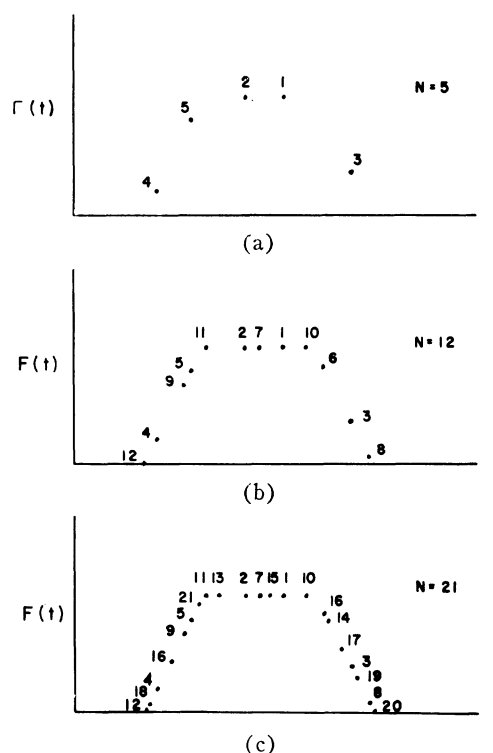 2 1 N = 5
Γ(t)
5
3
4
(a)
11 2 7 1 10 N = 12
F(t)
5 6
9
4 3
12 8
(b)
11 13 2 7 15 1 10 N = 21
21 16
F(t)
5 14
9
17
16
3
4 19
18 8
12 20
(c)